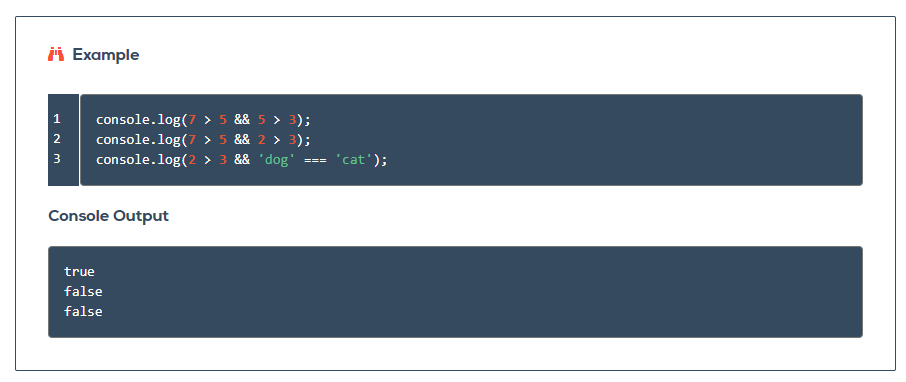 Example
1 console.log(7 > 5 && 5 > 3);
2 console.log(7 > 5 && 2 > 3);
3 console.log(2 > 3 && 'dog' === 'cat');
Console Output
true
false
false